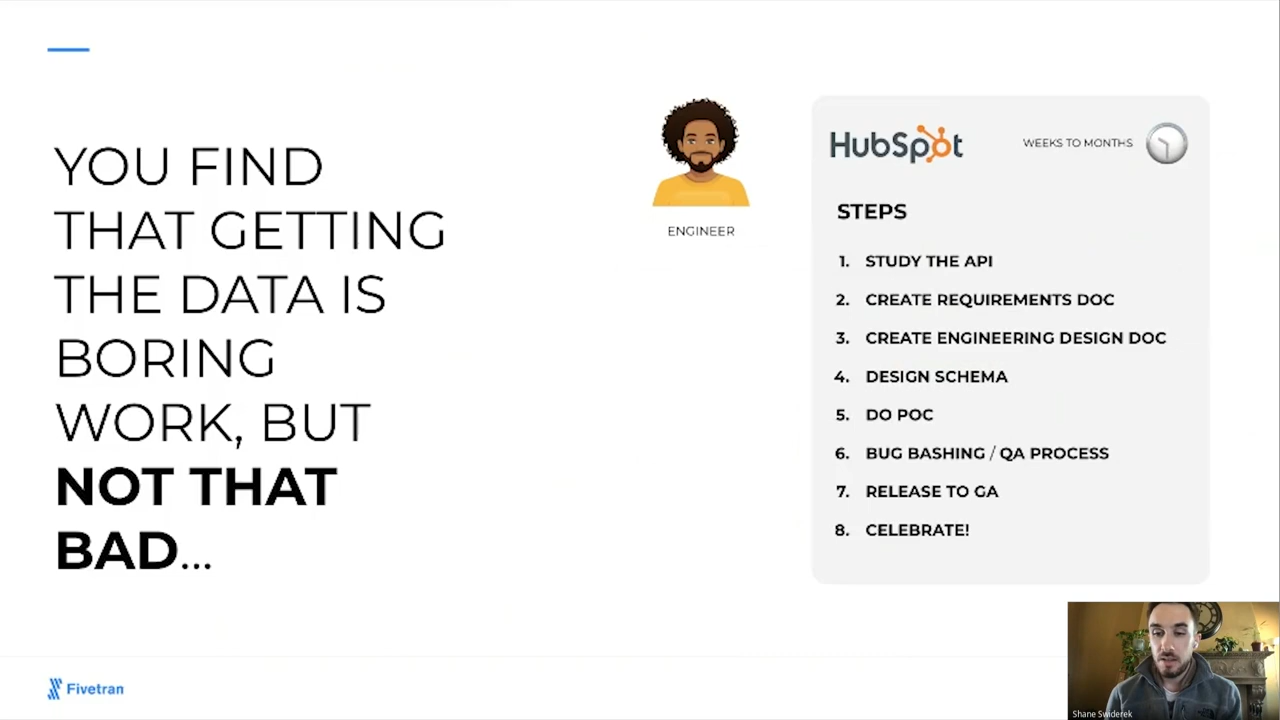 YOU FIND
THAT GETTING
THE DATA IS
BORING
WORK, BUT
NOT THAT
BAD...
ENGINEER
HubSpot
WEEKS TO MONTHS
STEPS
1. STUDY THE API
2. CREATE REQUIREMENTS DOC
3. CREATE ENGINEERING DESIGN DOC
4. DESIGN SCHEMA
5. DO POC
6. BUG BASHING / QA PROCESS
7. RELEASE TO GA
8. CELEBRATE!
Fivetran
Shane Swiderek